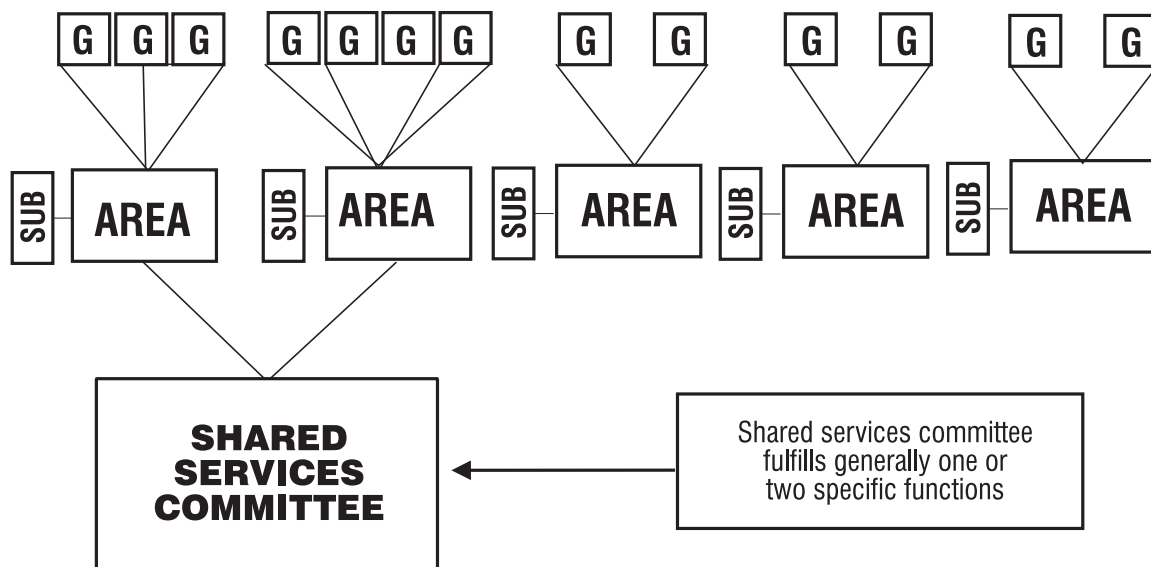 G G G G G G G G G G G G G
SUB AREA SUB AREA SUB AREA SUB AREA SUB AREA
SHARED
SERVICES
COMMITTEE
Shared services committee
fulfills generally one or
two specific functions